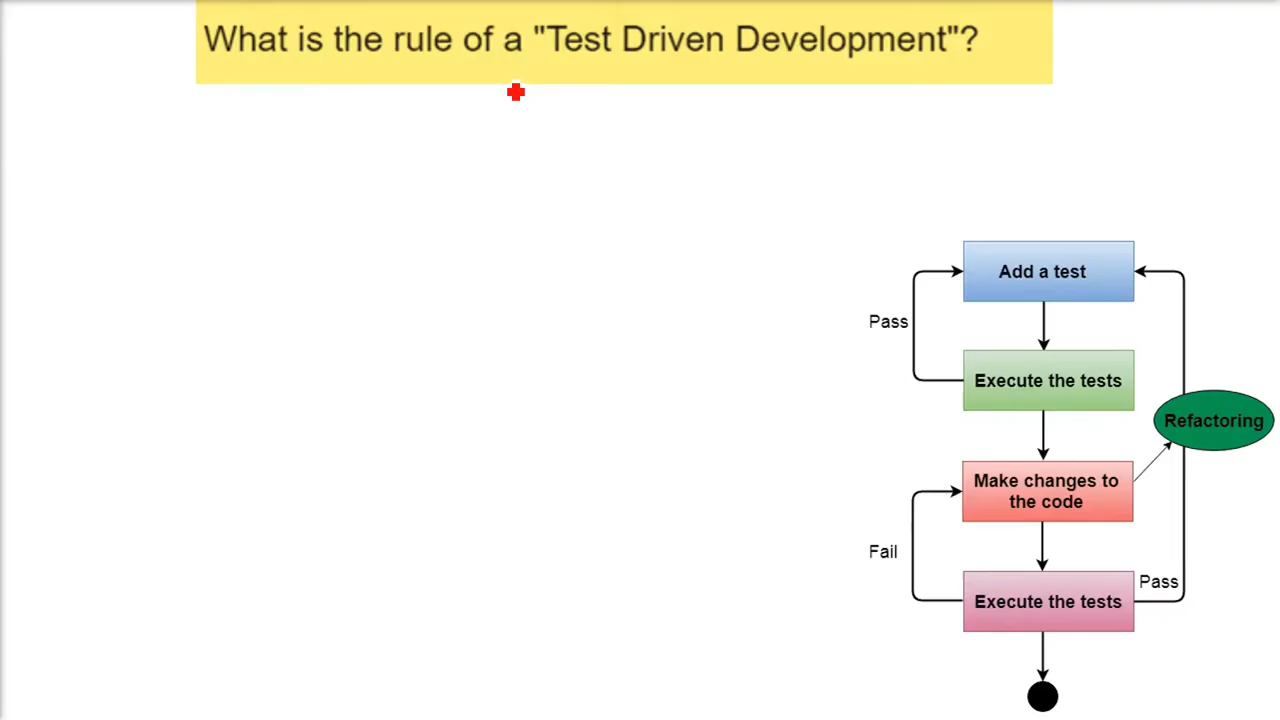 What is the rule of a "Test Driven Development"?
Add a test
Pass
Execute the tests
Refactoring
Make changes to
the code
Fail
Pass
Execute the tests